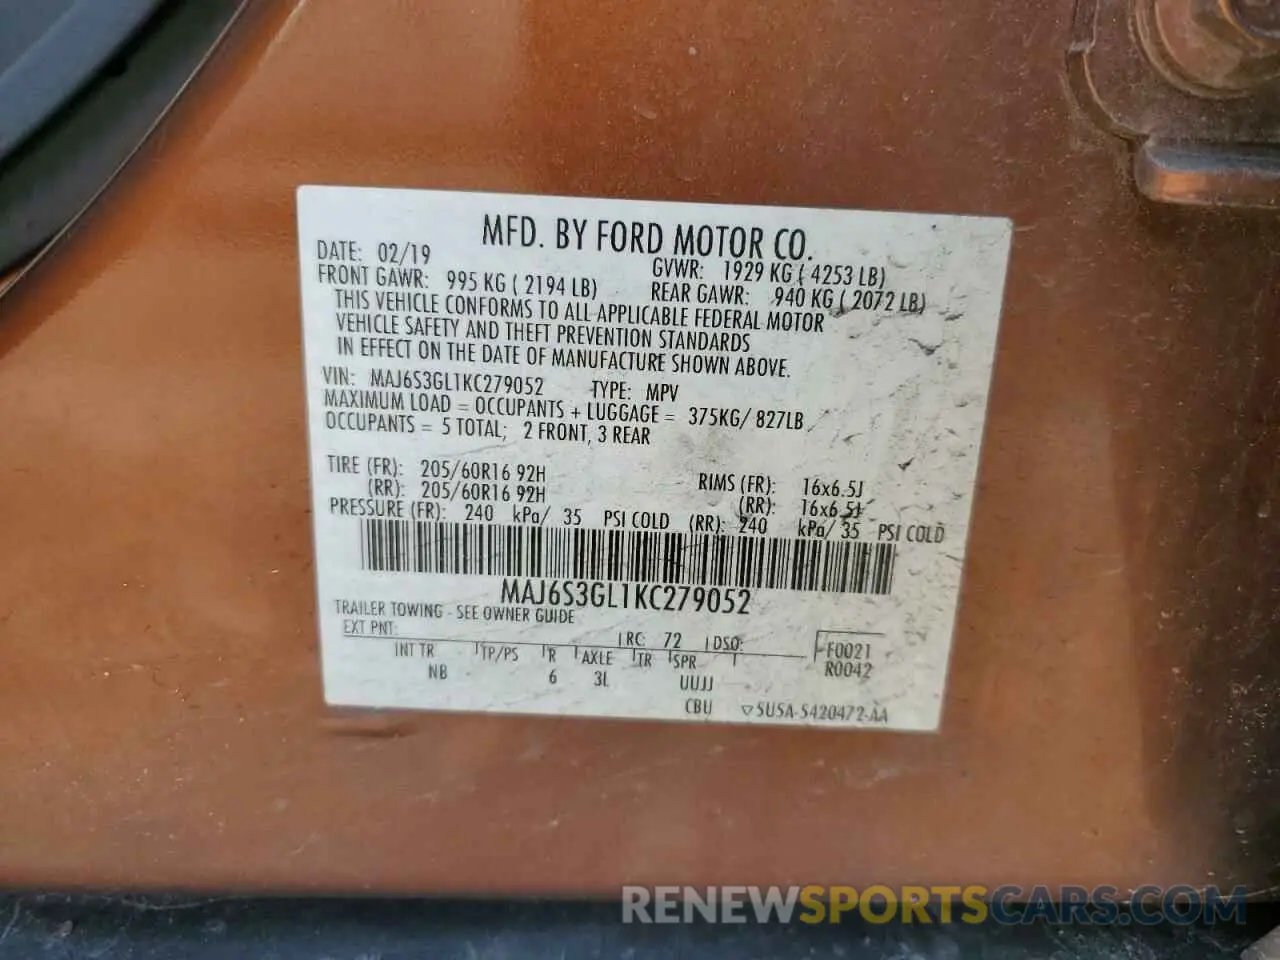 MFD. BY FORD MOTOR CO.
DATE: 02/19 GVWR: 1929 KG ( 4253 LB)
FRONT GAWR: 995 KG ( 2194 LB) REAR GAWR: 940 KG ( 2072 LB)
THIS VEHICLE CONFORMS TO ALL APPLICABLE FEDERAL MOTOR
VEHICLE SAFETY AND THEFT PREVENTION STANDARDS
IN EFFECT ON THE DATE OF MANUFACTURE SHOWN ABOVE.
VIN: MAJ6S3GL1KC279052 TYPE: MPV
MAXIMUM LOAD = OCCUPANTS + LUGGAGE = 375KG/ 827LB
OCCUPANTS = 5 TOTAL; 2 FRONT, 3 REAR
TIRE (FR): 205/60R16 92H RIMS (FR): 16x6.5J
(RR): 205/60R16 92H (RR): 16x6.5J
PRESSURE (FR): 240 kPa/ 35 PSI COLD (RR): 240 kPa/ 35 PSI COLD
MAJ6S3GL1KC279052
TRAILER TOWING - SEE OWNER GUIDE
EXT PNT: RC: 72 DSO: F0021
INT TR TP/PS R AXLE TR SPR R0042
NB 6 3L UUJJ
CBU SU5A-5420472-AA
RENEWSPORTSCARS.COM